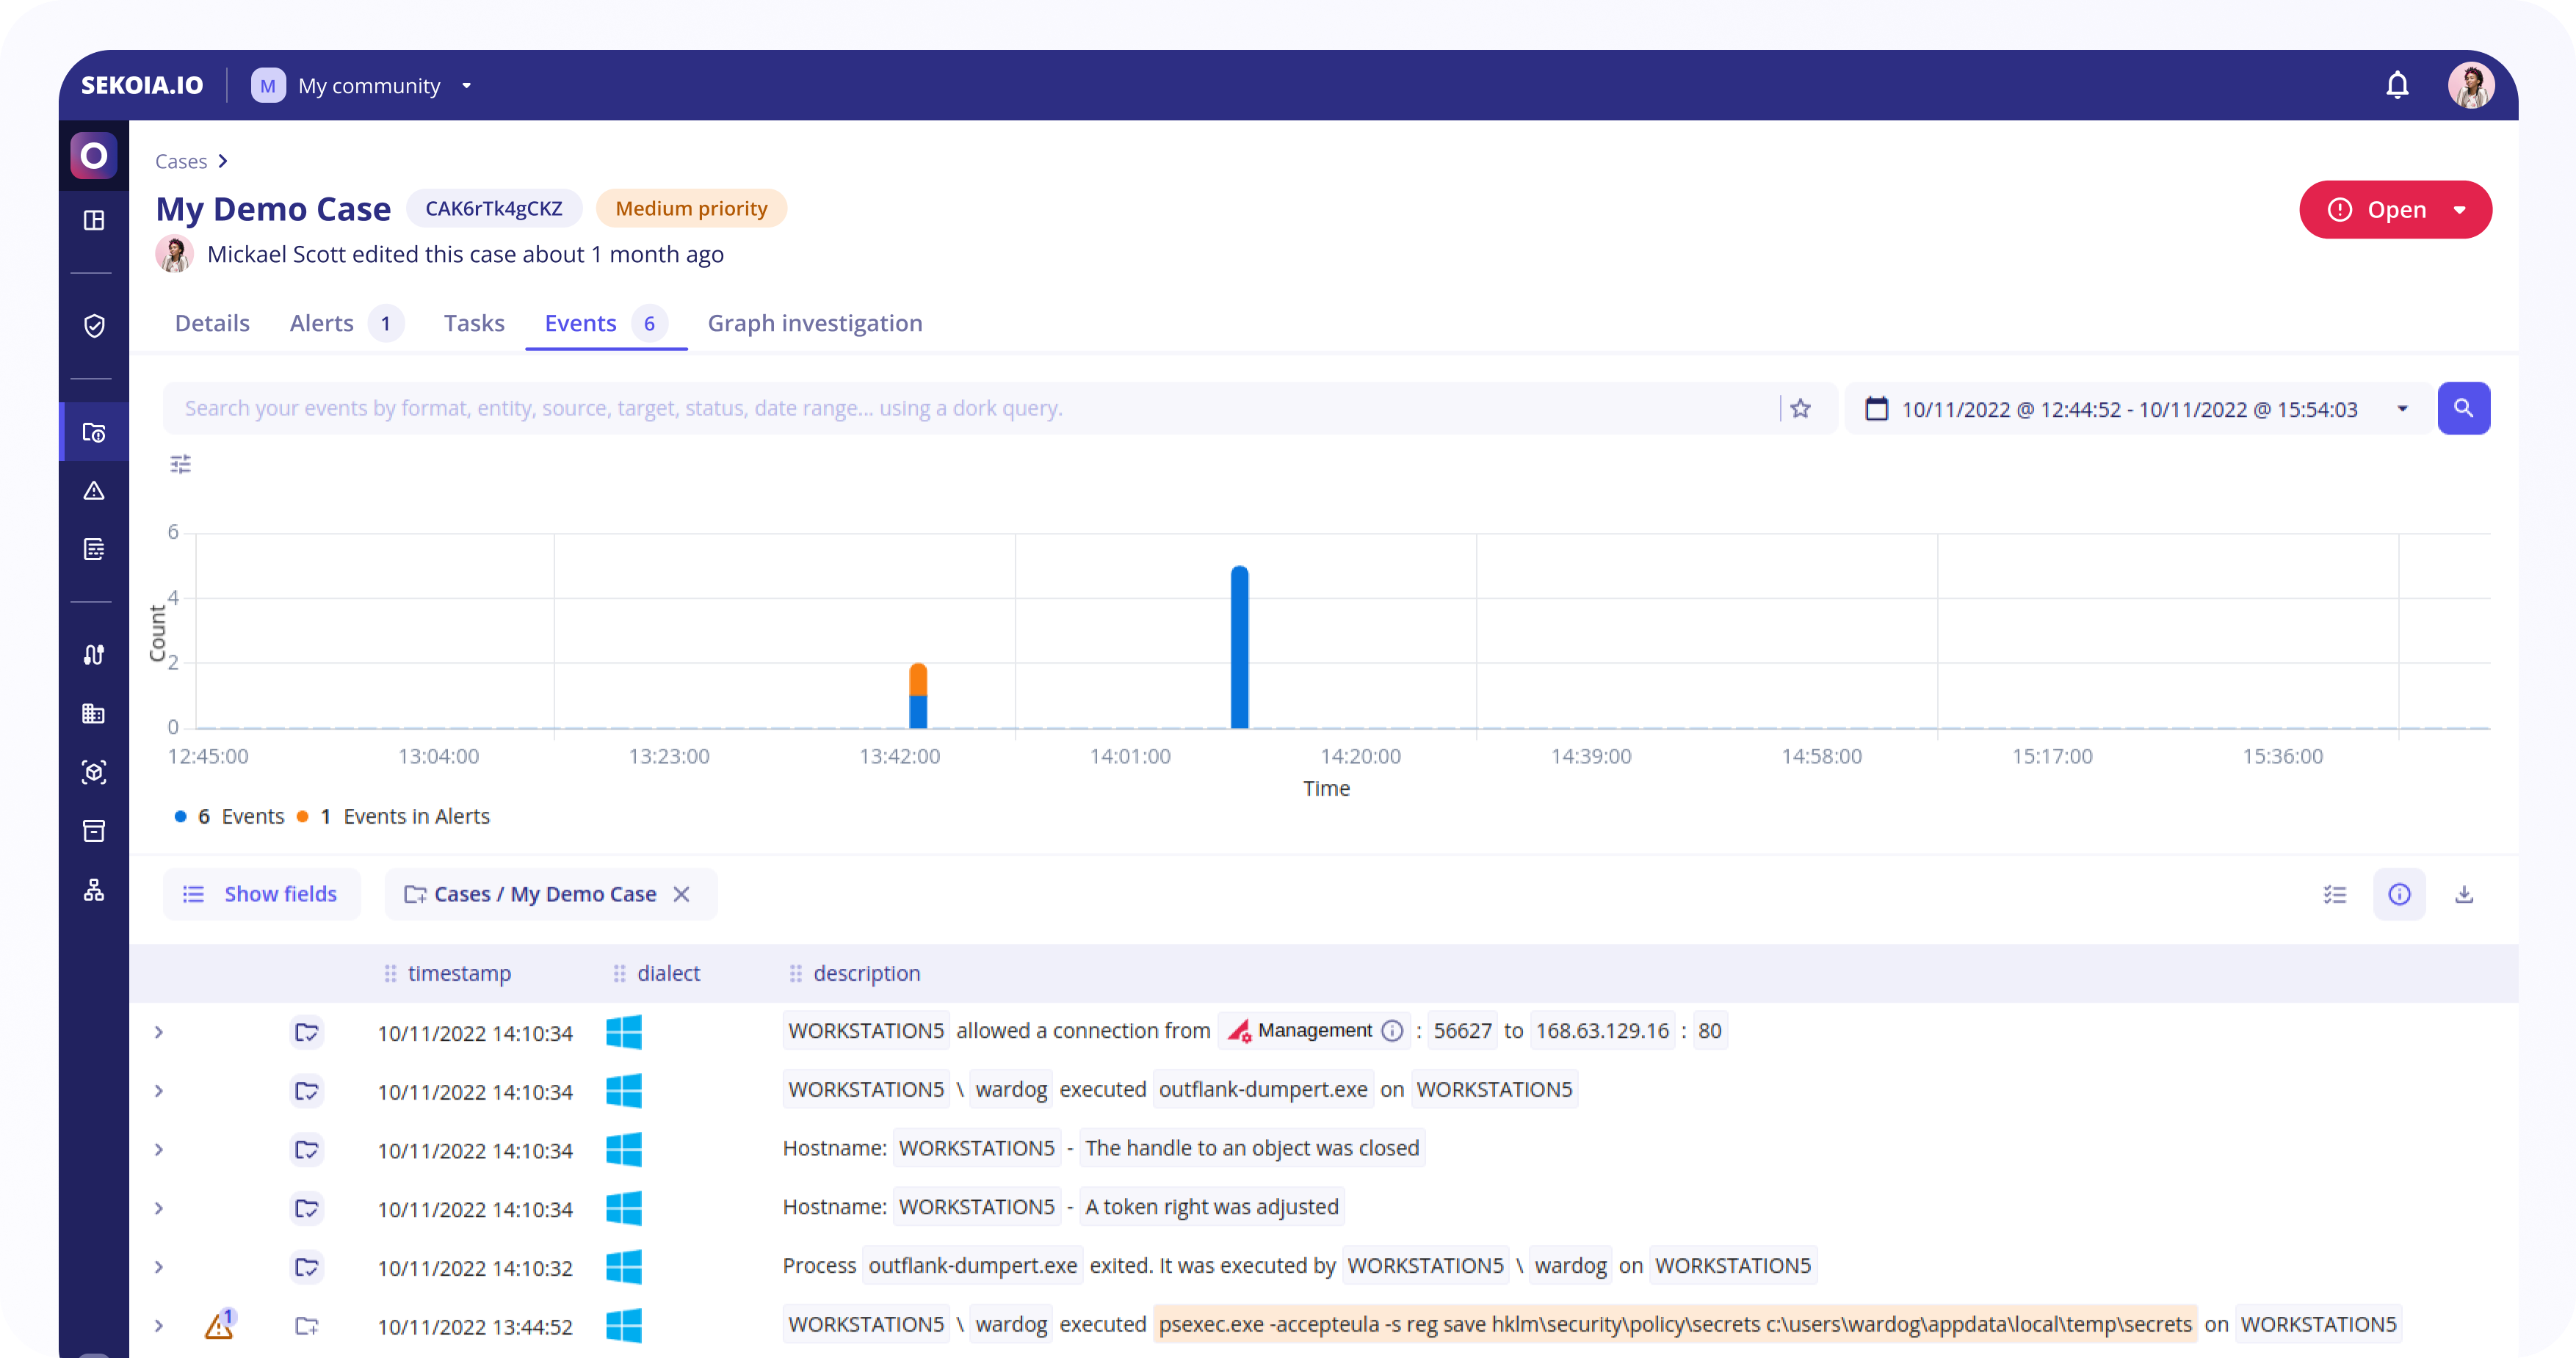 SEKOIA.IO M My community
Cases
My Demo Case CAK6rTk4gCKZ Medium priority
Open
Mickael Scott edited this case about 1 month ago
Details Alerts 1 Tasks Events 6 Graph investigation
Search your events by format, entity, source, target, status, date range... using a dork query. 10/11/2022 @ 12:44:52 - 10/11/2022 @ 15:54:03
6
4
2
0
Count
12:45:00 13:04:00 13:23:00 13:42:00 14:01:00 14:20:00 14:39:00 14:58:00 15:17:00 15:36:00
Time
6 Events 1 Events in Alerts
Show fields Cases / My Demo Case
timestamp dialect description
10/11/2022 14:10:34 WORKSTATION5 allowed a connection from Management : 56627 to 168.63.129.16 : 80
10/11/2022 14:10:34 WORKSTATION5 \ wardog executed outflank-dumpert.exe on WORKSTATION5
10/11/2022 14:10:34 Hostname: WORKSTATION5 - The handle to an object was closed
10/11/2022 14:10:34 Hostname: WORKSTATION5 - A token right was adjusted
10/11/2022 14:10:32 Process outflank-dumpert.exe exited. It was executed by WORKSTATION5 \ wardog on WORKSTATION5
1 10/11/2022 13:44:52 WORKSTATION5 \ wardog executed psexec.exe -accepteula -s reg save hklm\security\policy\secrets c:\users\wardog\appdata\local\temp\secrets on WORKSTATION5